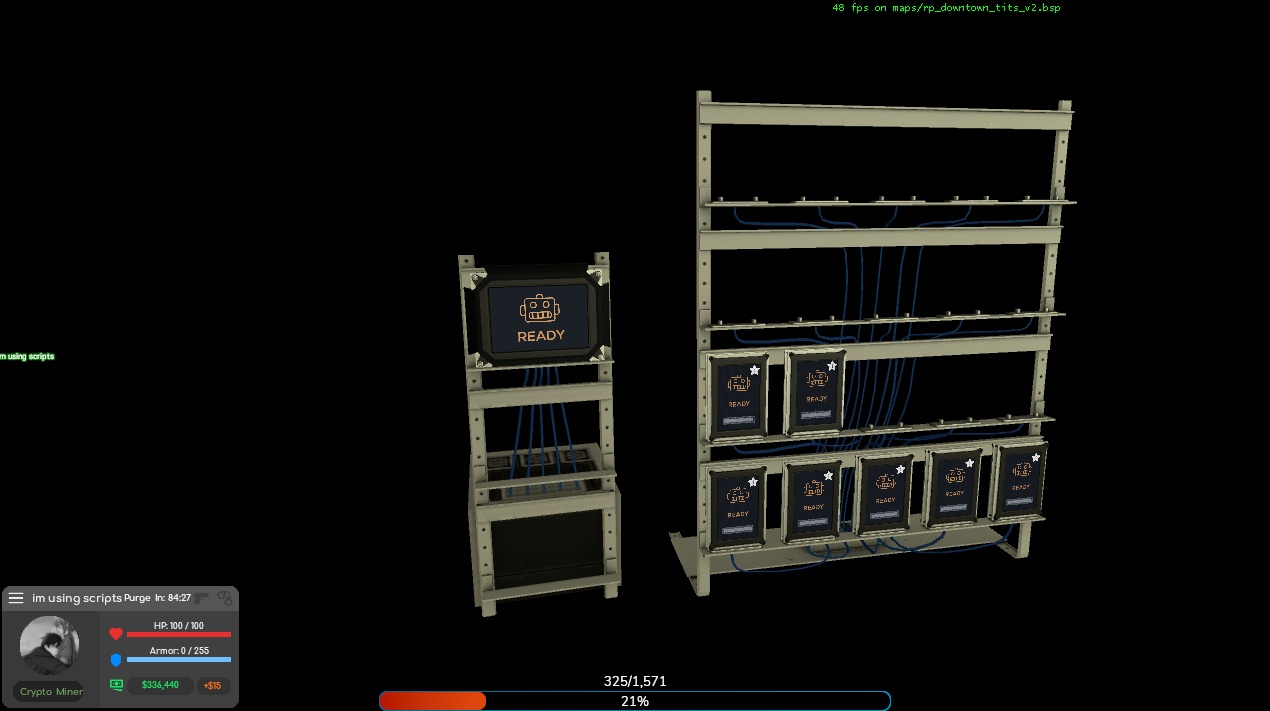 48 fps on maps/rp_downtown_tits_v2.bsp
READY
READY
READY
READY
READY
READY
READY
READY
m using scripts
im using scripts Purge In: 84:27
HP: 100 / 100
Armor: 0 / 255
$336,440
+$15
Crypto Miner
325/1,571
21%